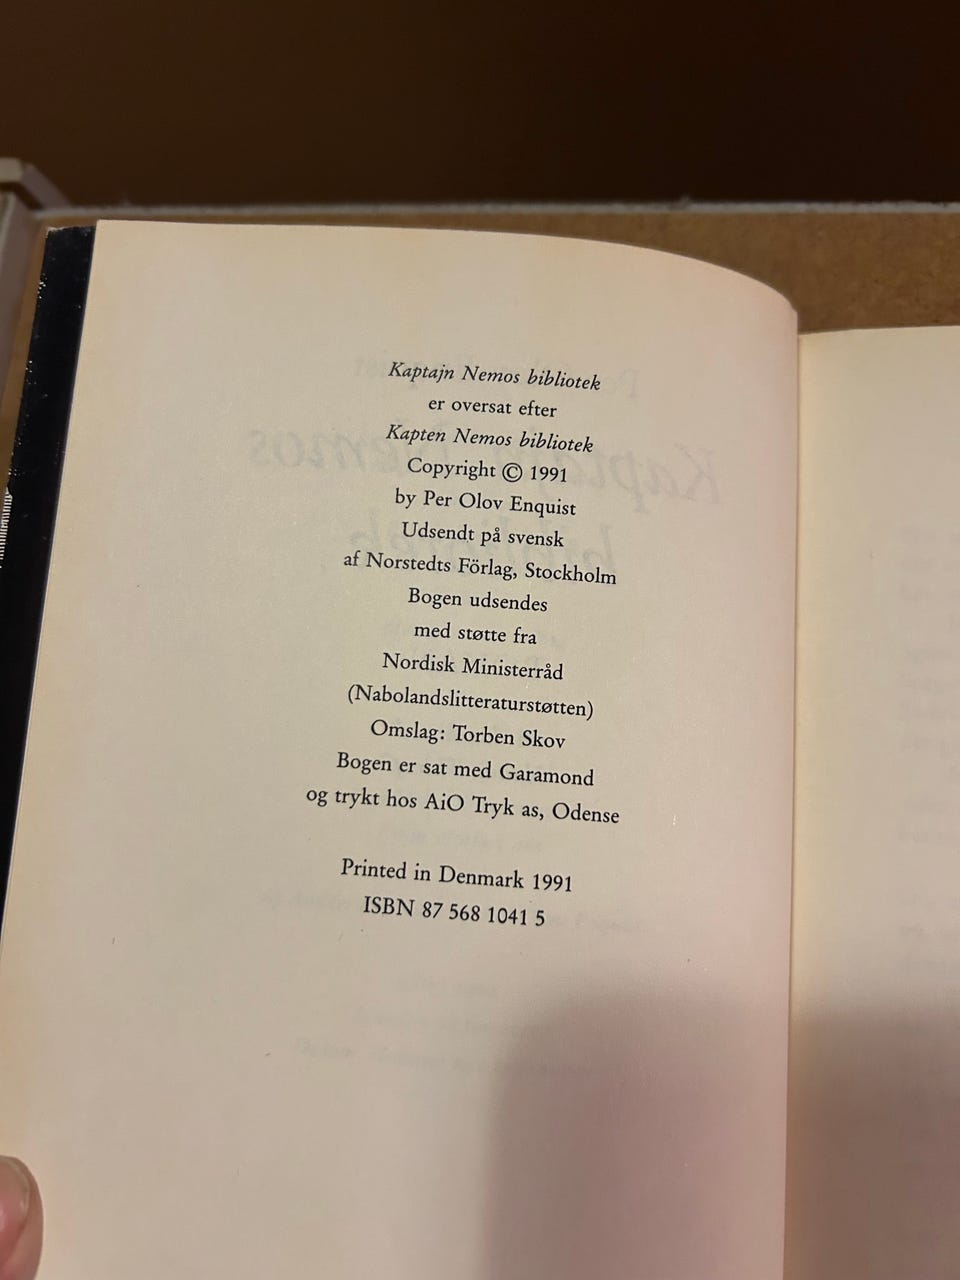 Kaptajn Nemos bibliotek
er oversat efter
Kapten Nemos bibliotek
Copyright © 1991
by Per Olov Enquist
Udsendt på svensk
af Norstedts Förlag, Stockholm
Bogen udsendes
med støtte fra
Nordisk Ministerråd
(Nabolandslitteraturstøtten)
Omslag: Torben Skov
Bogen er sat med Garamond
og trykt hos AiO Tryk as, Odense
Printed in Denmark 1991
ISBN 87 568 1041 5